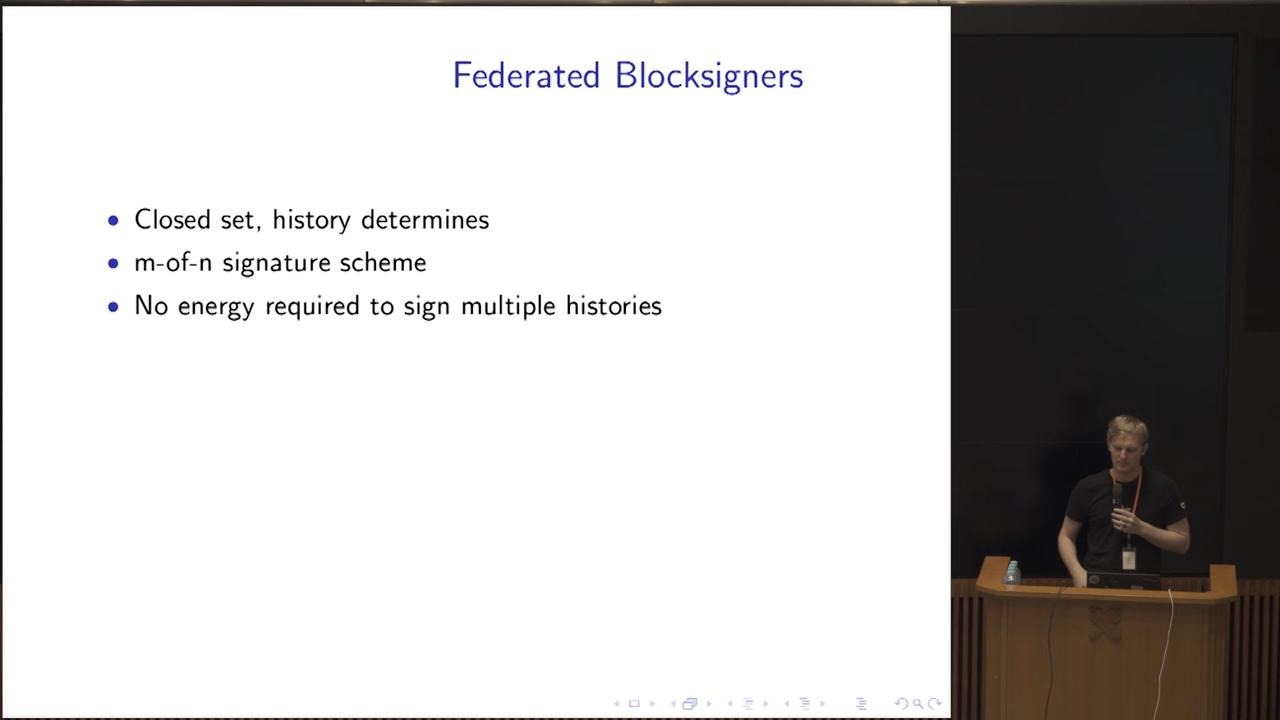 Federated Blocksigners
Closed set, history determines
m-of-n signature scheme
No energy required to sign multiple histories